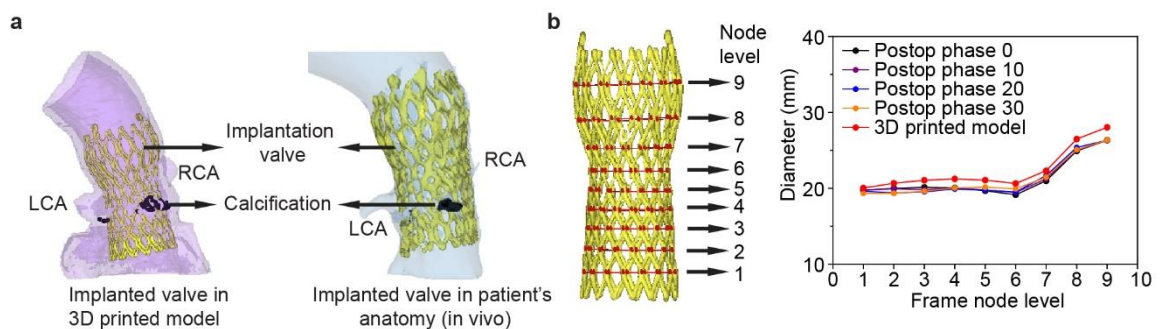 a
Implantation
valve
RCA
RCA
LCA
Calcification
LCA
Implanted valve in
3D printed model
Implanted valve in patient's
anatomy (in vivo)
b
Node
level
9
8
7
6
5
4
3
2
1
40
30
20
10
Diameter (mm)
Postop phase 0
Postop phase 10
Postop phase 20
Postop phase 30
3D printed model
0 1 2 3 4 5 6 7 8 9 10
Frame node level